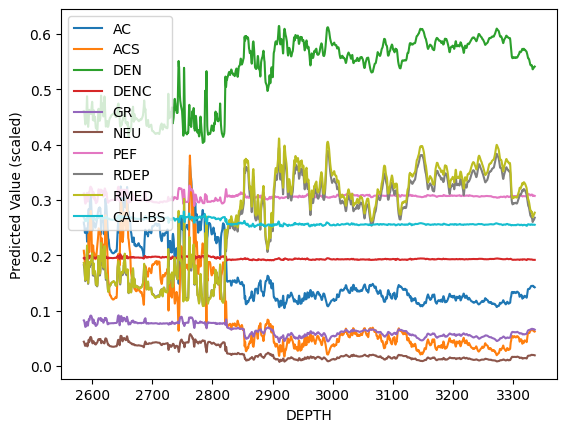 AC
ACS
DEN
DENC
GR
NEU
PEF
RDEP
RMED
CALI-BS
Predicted Value (scaled)
0.6
0.5
0.4
0.3
0.2
0.1
0.0
2600 2700 2800 2900 3000 3100 3200 3300
DEPTH